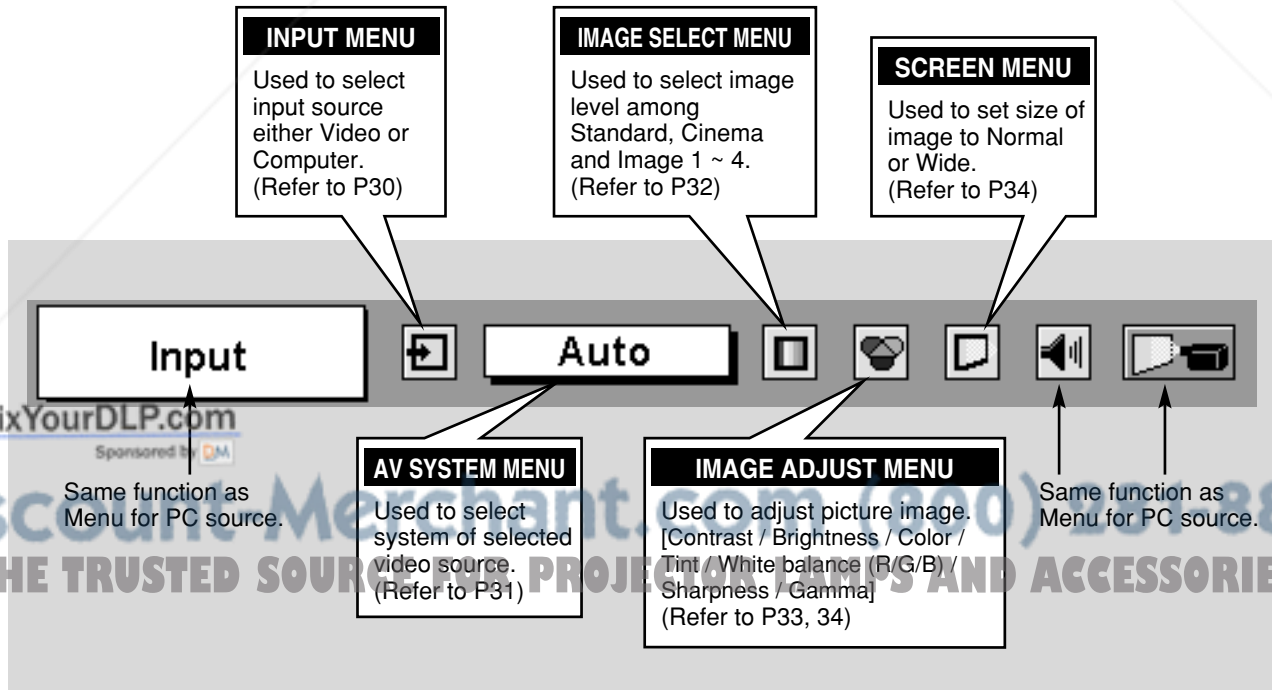 INPUT MENU
Used to select
input source
either Video or
Computer.
(Refer to P30)
IMAGE SELECT MENU
Used to select image
level among
Standard, Cinema
and Image 1 ~ 4.
(Refer to P32)
SCREEN MENU
Used to set size of
image to Normal
or Wide.
(Refer to P34)
Input
Auto
ixYourDLP.com
Sponsored by DM
Same function as
Menu for PC source.
AV SYSTEM MENU
Used to select
system of selected
video source.
(Refer to P31)
IMAGE ADJUST MENU
Used to adjust picture image.
[Contrast / Brightness / Color /
Tint / White balance (R/G/B) /
Sharpness / Gamma]
(Refer to P33, 34)
Same function as
Menu for PC source.
scount-Merchant.com (800) 281-88
HE TRUSTED SOURCE FOR PROJECTOR LAMPS AND ACCESSORIE